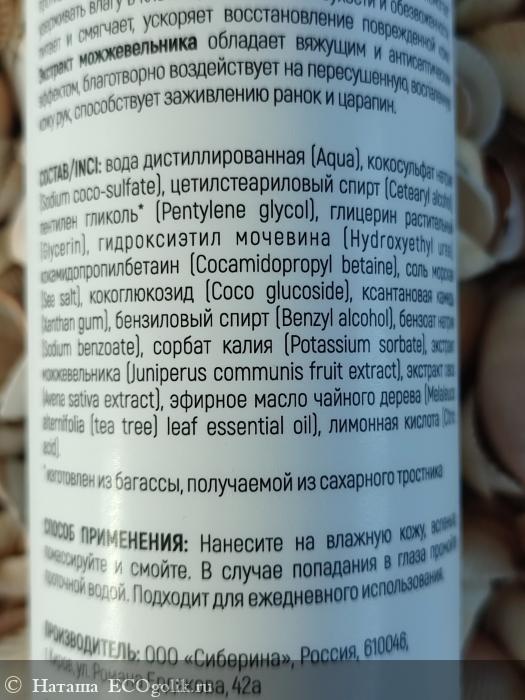 влагу в
и смягчает, ускоряет восстановление поврежденной
Экстракт можжевельника обладает вяжущим и антисептическим
эффектом, благотворно воздействует на пересушенную, воспаленную
кожу рук, способствует заживлению ранок и царапин.
СОСТАВ/INCI: вода дистиллированная (Aqua), кокосульфат натрия
(Sodium coco-sulfate), цетилстеариловый спирт (Cetearyl alcohol),
пентилен гликоль* (Pentylene glycol), глицерин растительный
(Glycerin), гидроксиэтил мочевина (Hydroxyethyl urea),
кокамидопропилбетаин (Cocamidopropyl betaine), соль морская
(Sea salt), кокоглюкозид (Coco glucoside), ксантановая камедь
(Xanthan gum), бензиловый спирт (Benzyl alcohol), бензоат натрия
(Sodium benzoate), сорбат калия (Potassium sorbate), экстракт
можжевельника (Juniperus communis fruit extract), экстракт овса
(Avena sativa extract), эфирное масло чайного дерева (Melaleuca
alternifolia (tea tree) leaf essential oil), лимонная кислота (Citric
acid).
*изготовлен из багассы, получаемой из сахарного тростника
СПОСОБ ПРИМЕНЕНИЯ: Нанесите на влажную кожу, вспеньте,
помассируйте и смойте. В случае попадания в глаза промойте
проточной водой. Подходит для ежедневного использования.
ПРОИЗВОДИТЕЛЬ: ООО «Сиберина», Россия, 610046,
г. Киров, ул. Романа Ердякова, 42а
Наташа ECOgolik.ru